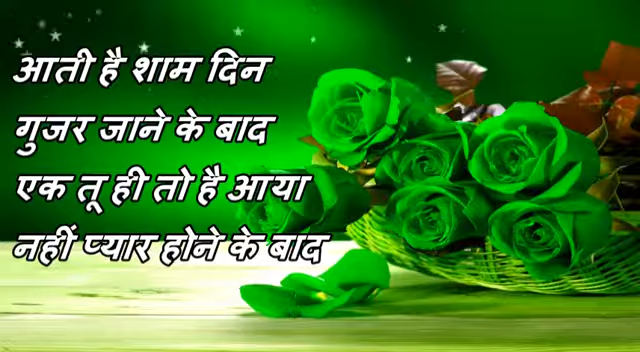 आती है शाम दिन
गुजर जाने के बाद
एक तू ही तो है आया
नहीं प्यार होने के बाद